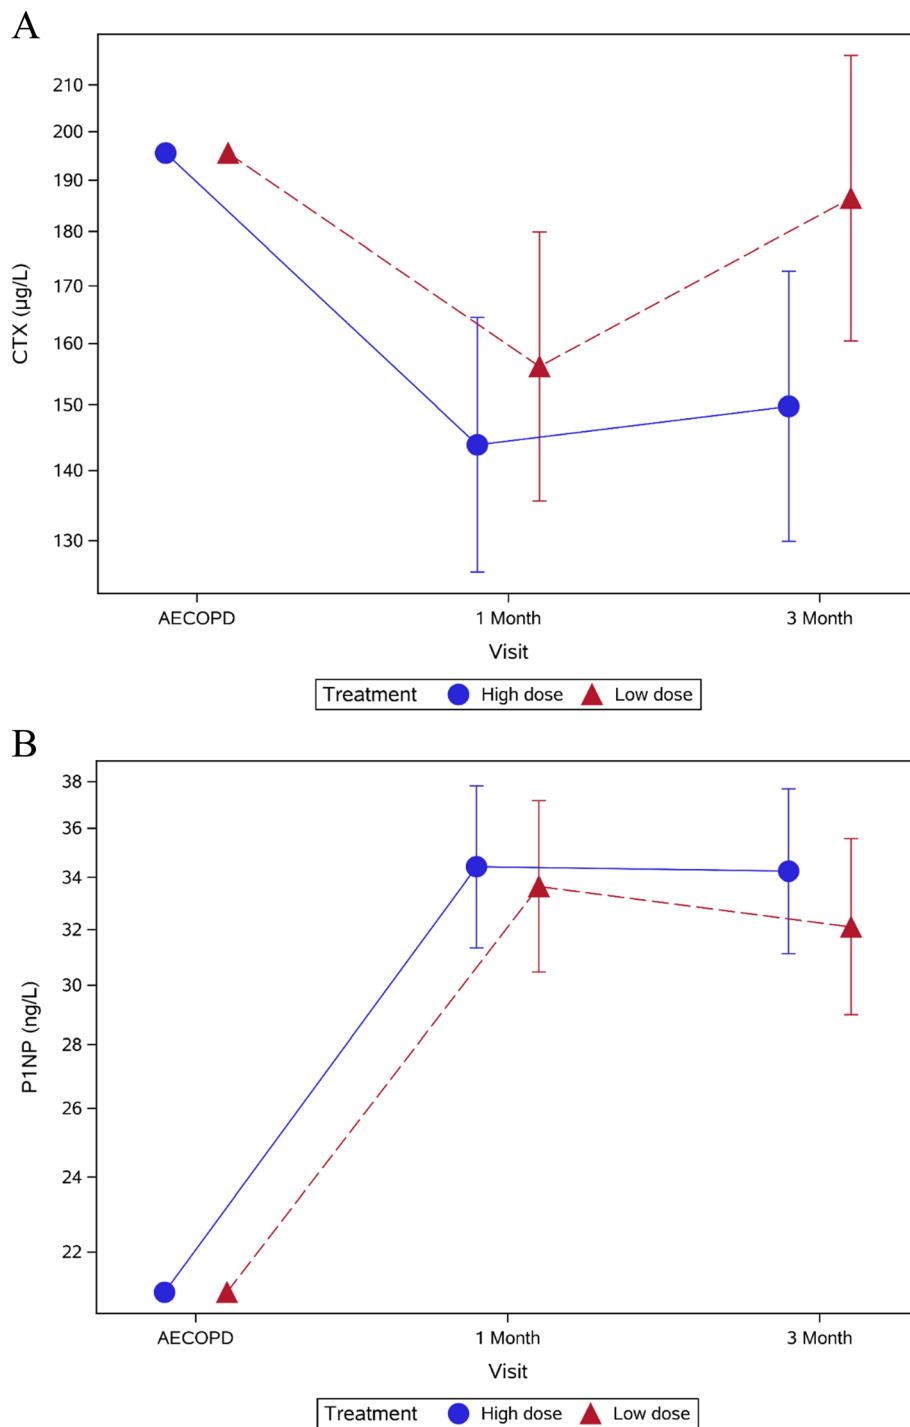 A
210
200
190
180
170
160
150
140
130
CTX (µg/L)
AECOPD 1 Month 3 Month
Visit
Treatment High dose Low dose
B
38
36
34
32
30
28
26
24
22
P1NP (ng/L)
AECOPD 1 Month 3 Month
Visit
Treatment High dose Low dose